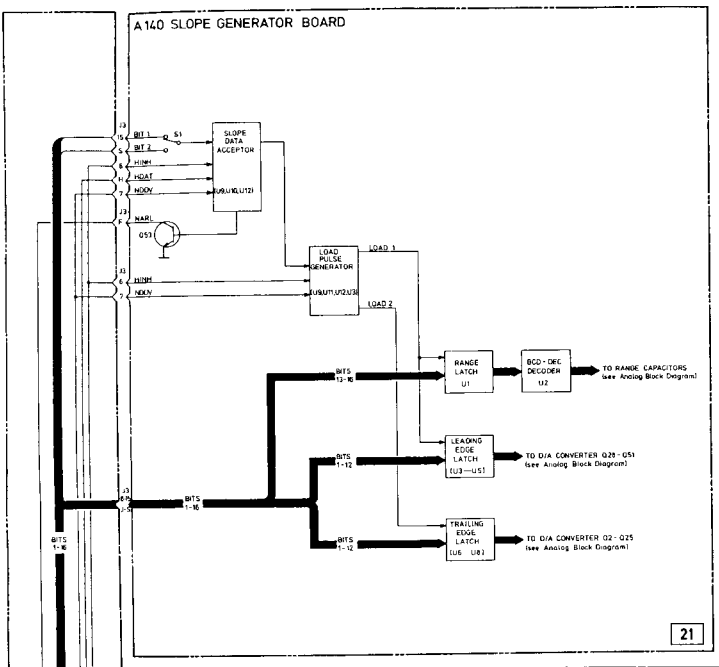 A140 SLOPE GENERATOR BOARD
J3
15 BIT 1 S1
S BIT 2
6 HINH
H HDAT
7 NDDV
SLOPE
DATA
ACCEPTOR
(U9,U10,U12)
J3
F NARL
Q53
J3
6 HINH
7 NDDV
LOAD
PULSE
GENERATOR
(U9,U11,U12,U3)
LOAD 1
LOAD 2
BITS
13-16
RANGE
LATCH
U1
BCD-DEC
DECODER
U2
TO RANGE CAPACITORS
(see Analog Block Diagram)
BITS
1-12
LEADING
EDGE
LATCH
(U3—U5)
TO D/A CONVERTER Q28-Q51
(see Analog Block Diagram)
J3
BITS
1-16
BITS
1-12
TRAILING
EDGE
LATCH
(U6 U8)
TO D/A CONVERTER Q2-Q25
(see Analog Block Diagram)
BITS
1-16
21